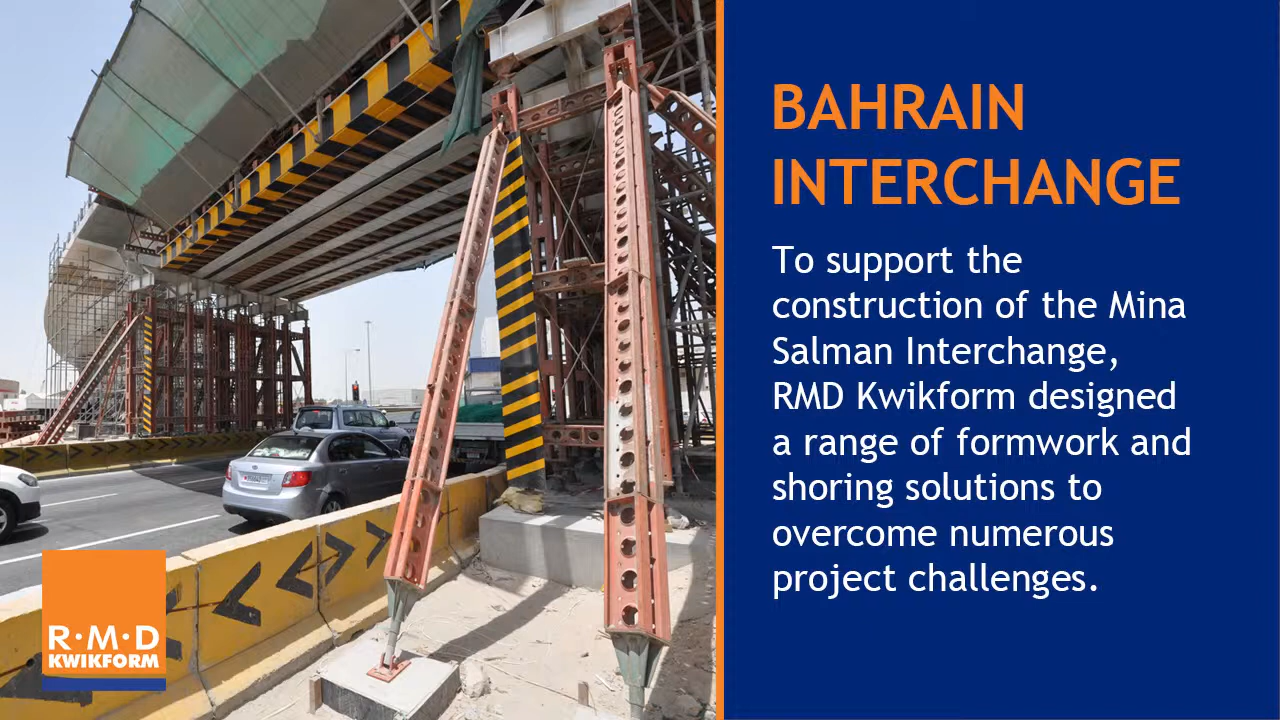 BAHRAIN
INTERCHANGE
To support the
construction of the Mina
Salman Interchange,
RMD Kwikform designed
a range of formwork and
shoring solutions to
overcome numerous
project challenges.
R·M·D
KWIKFORM